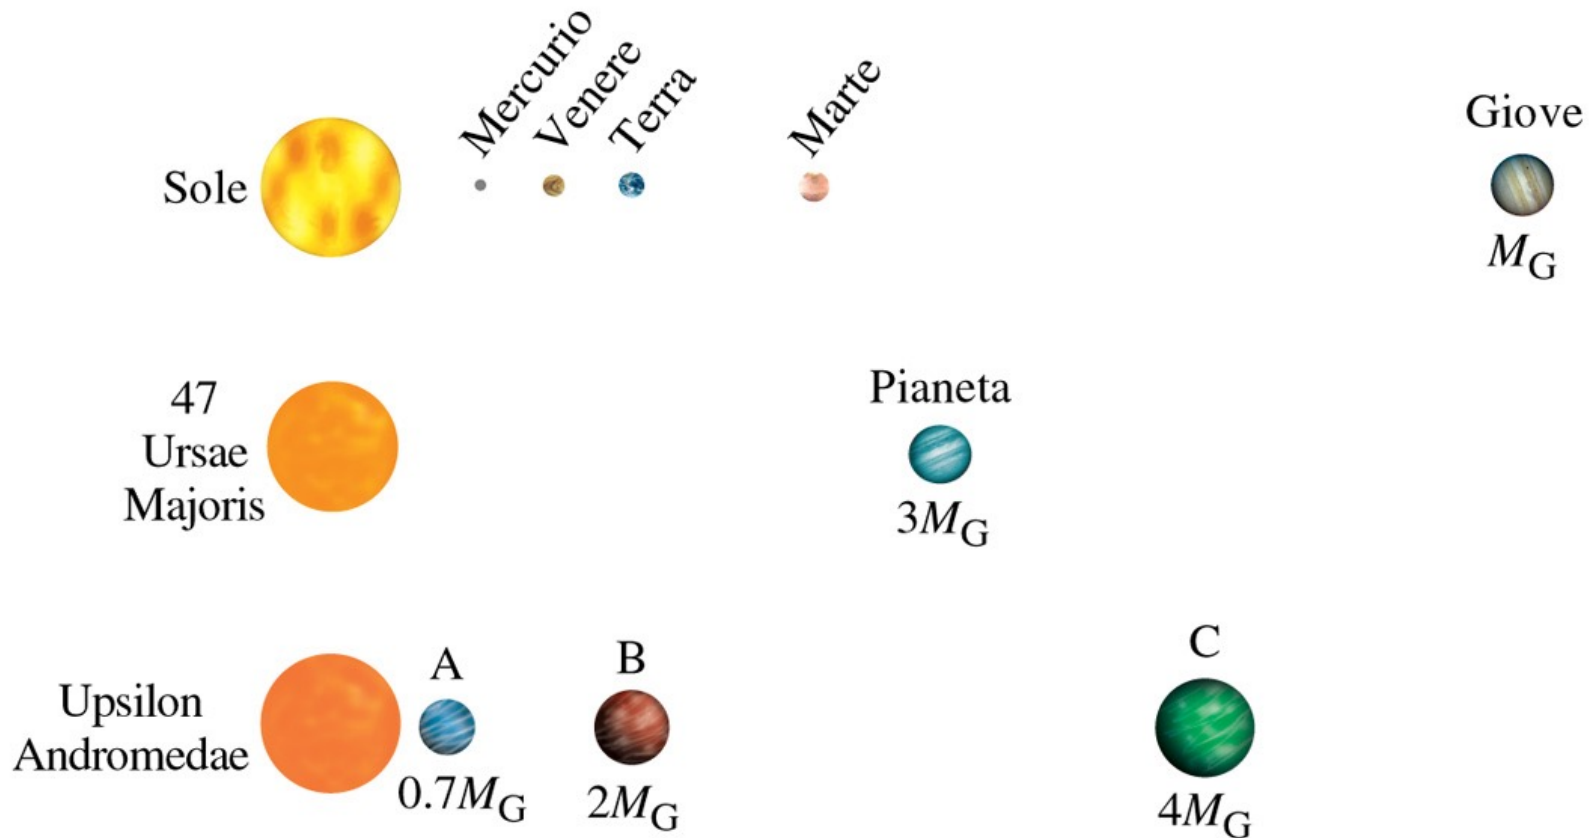 Sole
Mercurio
Venere
Terra
Marte
Giove
M_G
47
Ursae
Majoris
Pianeta
3M_G
Upsilon
Andromedae
A
0.7M_G
B
2M_G
C
4M_G